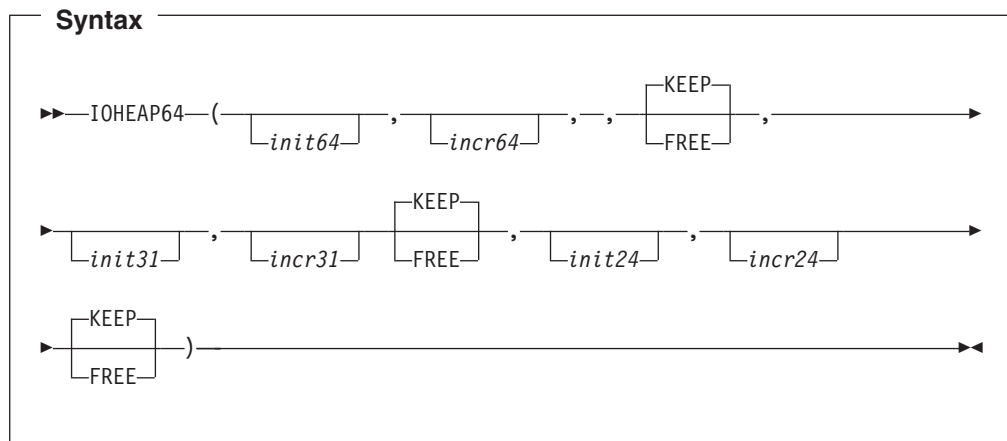 Syntax
KEEP
IOHEAP64 ( , , , ,
init64 incr64 FREE
KEEP
, , ,
init31 incr31 FREE init24 incr24
KEEP
)
FREE